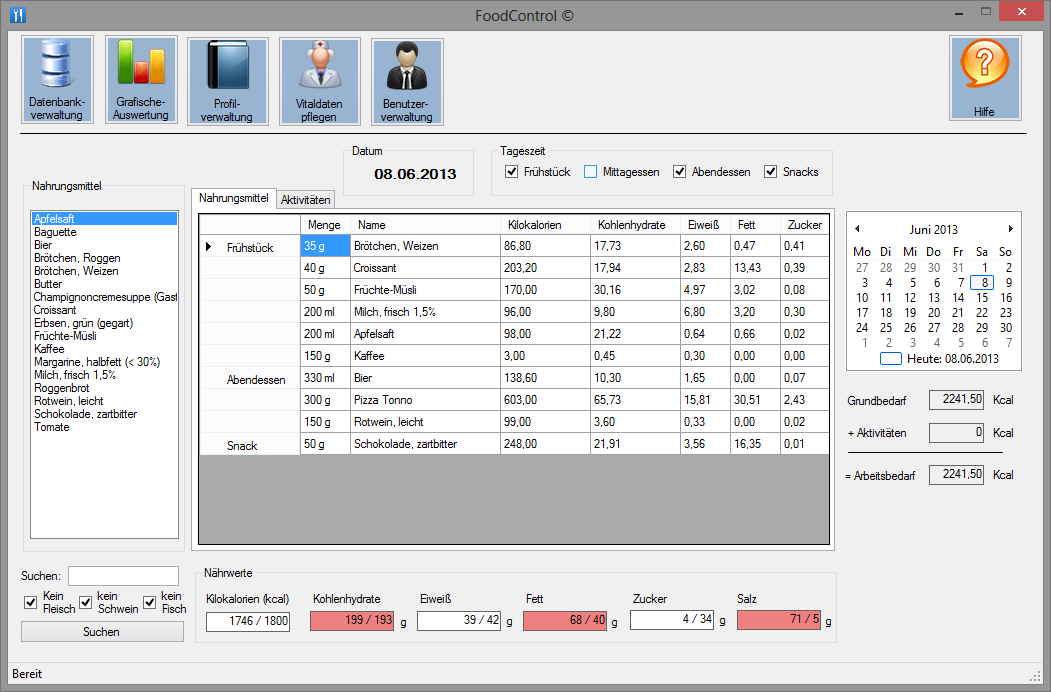 FoodControl ©
Datenbank-
verwaltung
Grafische-
Auswertung
Profil-
verwaltung
Vitaldaten
pflegen
Benutzer-
verwaltung
Hilfe
Datum
08.06.2013
Tageszeit
Frühstück Mittagessen Abendessen Snacks
Nahrungsmittel
Apfelsaft
Baguette
Bier
Brötchen, Roggen
Brötchen, Weizen
Butter
Champignoncremesuppe (Gast
Croissant
Erbsen, grün (gegart)
Früchte-Müsli
Kaffee
Margarine, halbfett (< 30%)
Milch, frisch 1,5%
Roggenbrot
Rotwein, leicht
Schokolade, zartbitter
Tomate
Nahrungsmittel Aktivitäten
Menge Name Kilokalorien Kohlenhydrate Eiweiß Fett Zucker
Frühstück 35 g Brötchen, Weizen 86,80 17,73 2,60 0,47 0,41
40 g Croissant 203,20 17,94 2,83 13,43 0,39
50 g Früchte-Müsli 170,00 30,16 4,97 3,02 0,08
200 ml Milch, frisch 1,5% 96,00 9,80 6,80 3,20 0,30
200 ml Apfelsaft 98,00 21,22 0,64 0,66 0,02
150 g Kaffee 3,00 0,45 0,30 0,00 0,00
Abendessen 330 ml Bier 138,60 10,30 1,65 0,00 0,07
300 g Pizza Tonno 603,00 65,73 15,81 30,51 2,43
150 g Rotwein, leicht 99,00 3,60 0,33 0,00 0,02
Snack 50 g Schokolade, zartbitter 248,00 21,91 3,56 16,35 0,01
Juni 2013
Mo Di Mi Do Fr Sa So
27 28 29 30 31 1 2
3 4 5 6 7 8 9
10 11 12 13 14 15 16
17 18 19 20 21 22 23
24 25 26 27 28 29 30
1 2 3 4 5 6 7
Heute: 08.06.2013
Grundbedarf 2241,50 Kcal
+ Aktivitäten 0 Kcal
= Arbeitsbedarf 2241,50 Kcal
Suchen:
Kein
Fleisch
kein
Schwein
kein
Fisch
Suchen
Nährwerte
Kilokalorien (kcal) Kohlenhydrate Eiweiß Fett Zucker Salz
1746 / 1800 199 / 193 g 39 / 42 g 68 / 40 g 4 / 34 g 71 / 5 g
Bereit